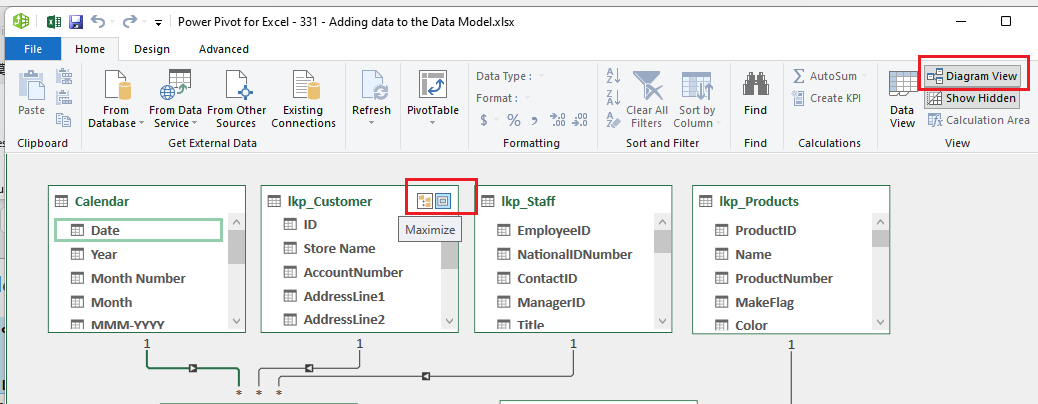 Power Pivot for Excel - 331 - Adding data to the Data Model.xlsx
File Home Design Advanced
Paste
Clipboard
From Database
From Data Service
From Other Sources
Existing Connections
Get External Data
Refresh
PivotTable
Data Type :
Format :
$ % , .00 .00
Formatting
Clear All Filters
Sort by Column
Sort and Filter
Find
Find
AutoSum
Create KPI
Calculations
Data View
Diagram View
Show Hidden
Calculation Area
View
Calendar
Date
Year
Month Number
Month
MMM-YYYY
lkp_Customer
Maximize
ID
Store Name
AccountNumber
AddressLine1
AddressLine2
lkp_Staff
EmployeeID
NationalIDNumber
ContactID
ManagerID
Title
lkp_Products
ProductID
Name
ProductNumber
MakeFlag
Color
1 1 1 1
* * *